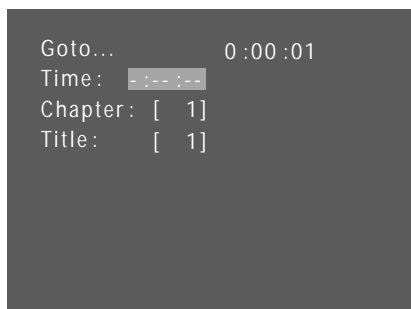 Goto... 0:00:01
Time: -:--:--
Chapter: [ 1]
Title: [ 1]